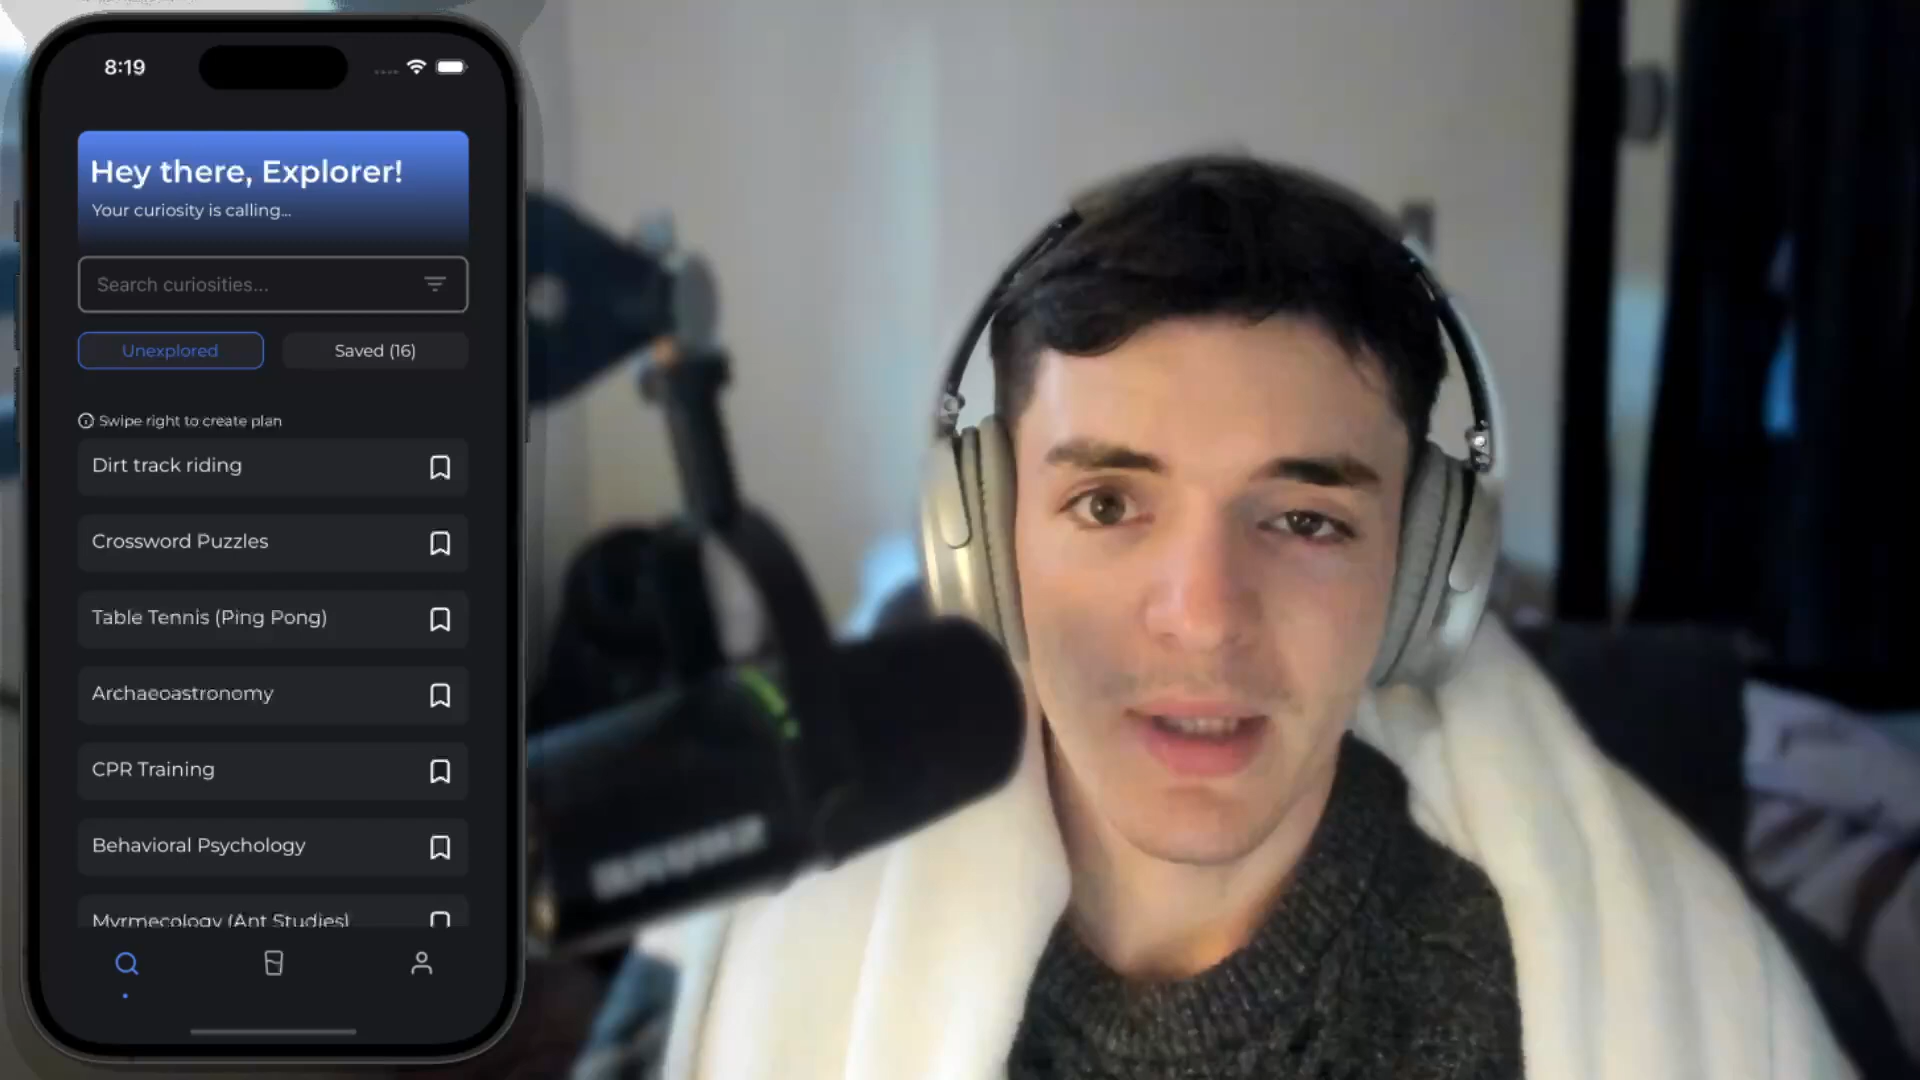 8:19
Hey there, Explorer!
Your curiosity is calling...
Search curiosities...
Unexplored
Saved (16)
Swipe right to create plan
Dirt track riding
Crossword Puzzles
Table Tennis (Ping Pong)
Archaeoastronomy
CPR Training
Behavioral Psychology
Myrmecology (Ant Studies)